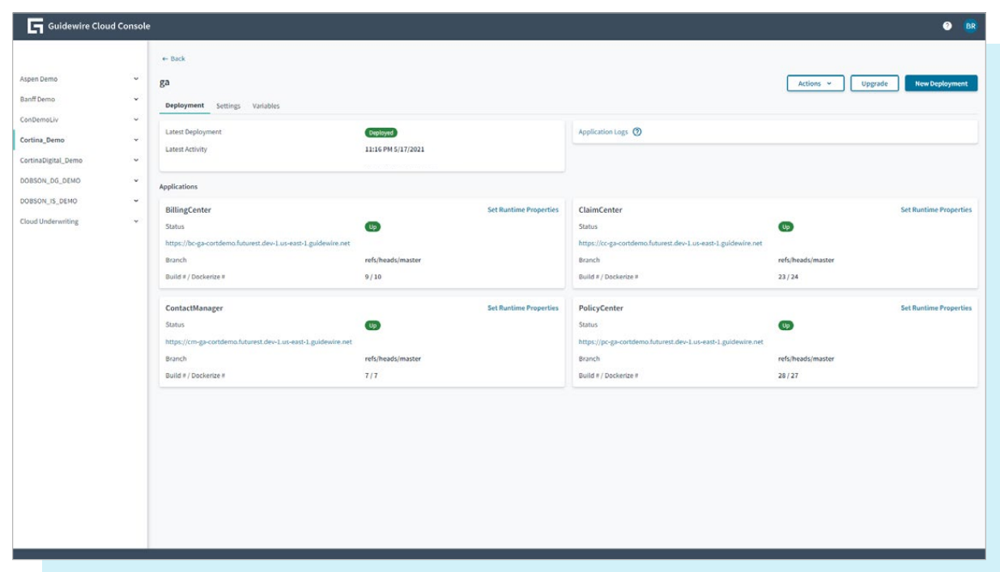 Guidewire Cloud Console
? BR
← Back
Aspen Demo
Banff Demo
ConDemoLiv
Cortina_Demo
CortinaDigital_Demo
DOBSON_DG_DEMO
DOBSON_IS_DEMO
Cloud Underwriting
ga
Actions Upgrade New Deployment
Deployment Settings Variables
Latest Deployment Deployed
Latest Activity 11:16 PM 5/17/2021
Application Logs ?
Applications
BillingCenter Set Runtime Properties
Status Up
https://bc-ga-cortdemo.futurest.dev-1.us-east-1.guidewire.net
Branch refs/heads/master
Build # / Dockerize # 9 / 10
ClaimCenter Set Runtime Properties
Status Up
https://cc-ga-cortdemo.futurest.dev-1.us-east-1.guidewire.net
Branch refs/heads/master
Build # / Dockerize # 23 / 24
ContactManager Set Runtime Properties
Status Up
https://cm-ga-cortdemo.futurest.dev-1.us-east-1.guidewire.net
Branch refs/heads/master
Build # / Dockerize # 7 / 7
PolicyCenter Set Runtime Properties
Status Up
https://pc-ga-cortdemo.futurest.dev-1.us-east-1.guidewire.net
Branch refs/heads/master
Build # / Dockerize # 28 / 27